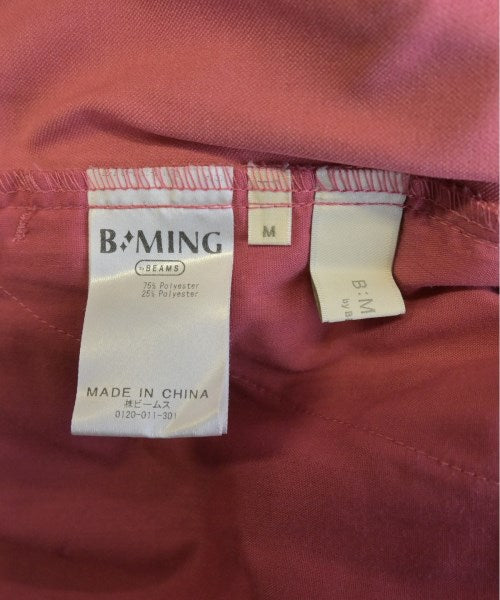 B:MING
by BEAMS
75% Polyester
25% Polyester
MADE IN CHINA
㈱ビームス
0120-011-301
M
B:M
by B